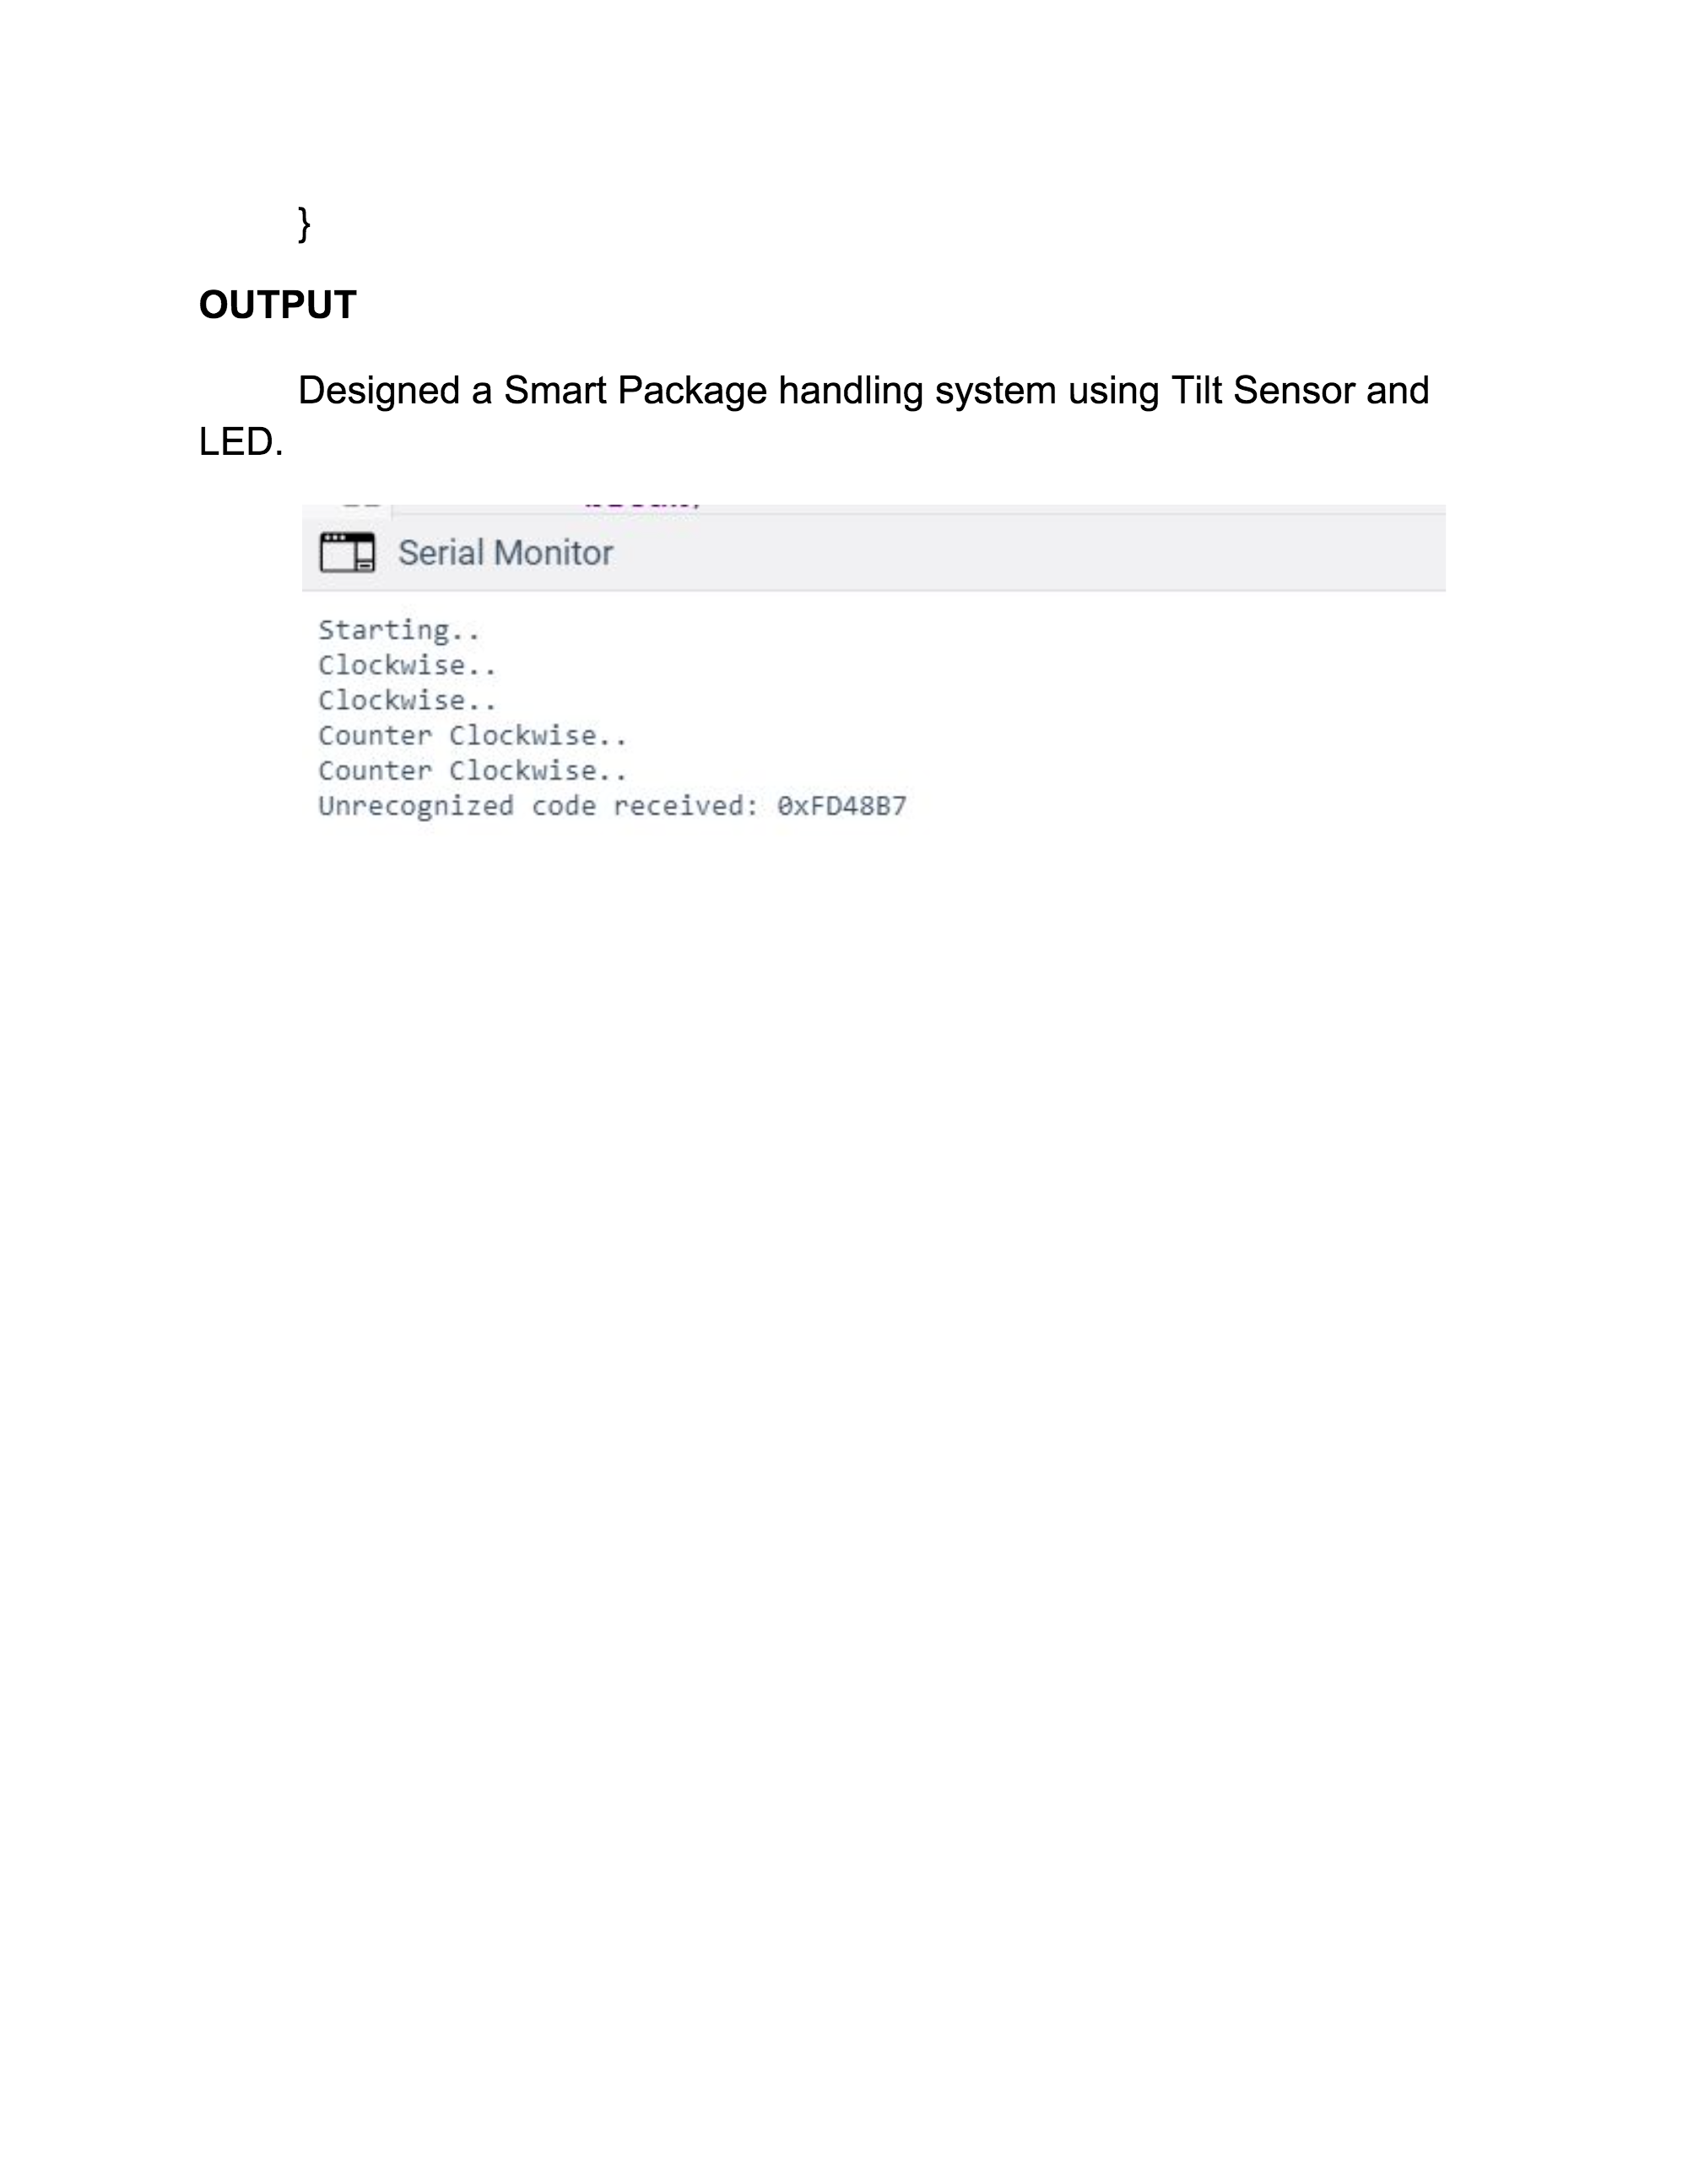 }
OUTPUT
Designed a Smart Package handling system using Tilt Sensor and
LED.
Serial Monitor
Starting..
Clockwise..
Clockwise..
Counter Clockwise..
Counter Clockwise..
Unrecognized code received: 0xFD48B7